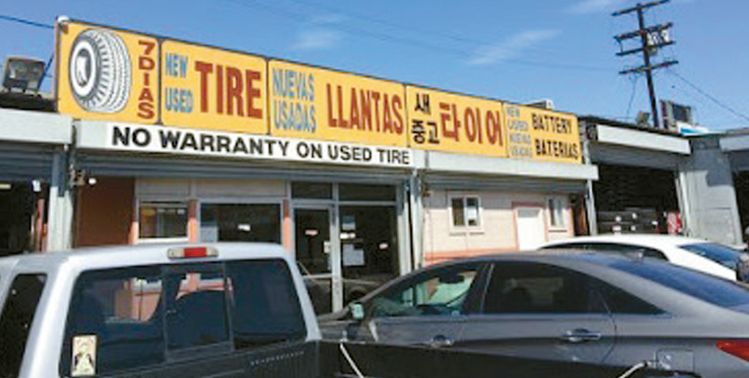 7 DIAS
NEW
USED
TIRE
NUEVAS
USADAS
LLANTAS
새
중고
타이어
NEW
USED
NUEVA
USADAS
BATTERY
BATERIAS
NO WARRANTY ON USED TIRE